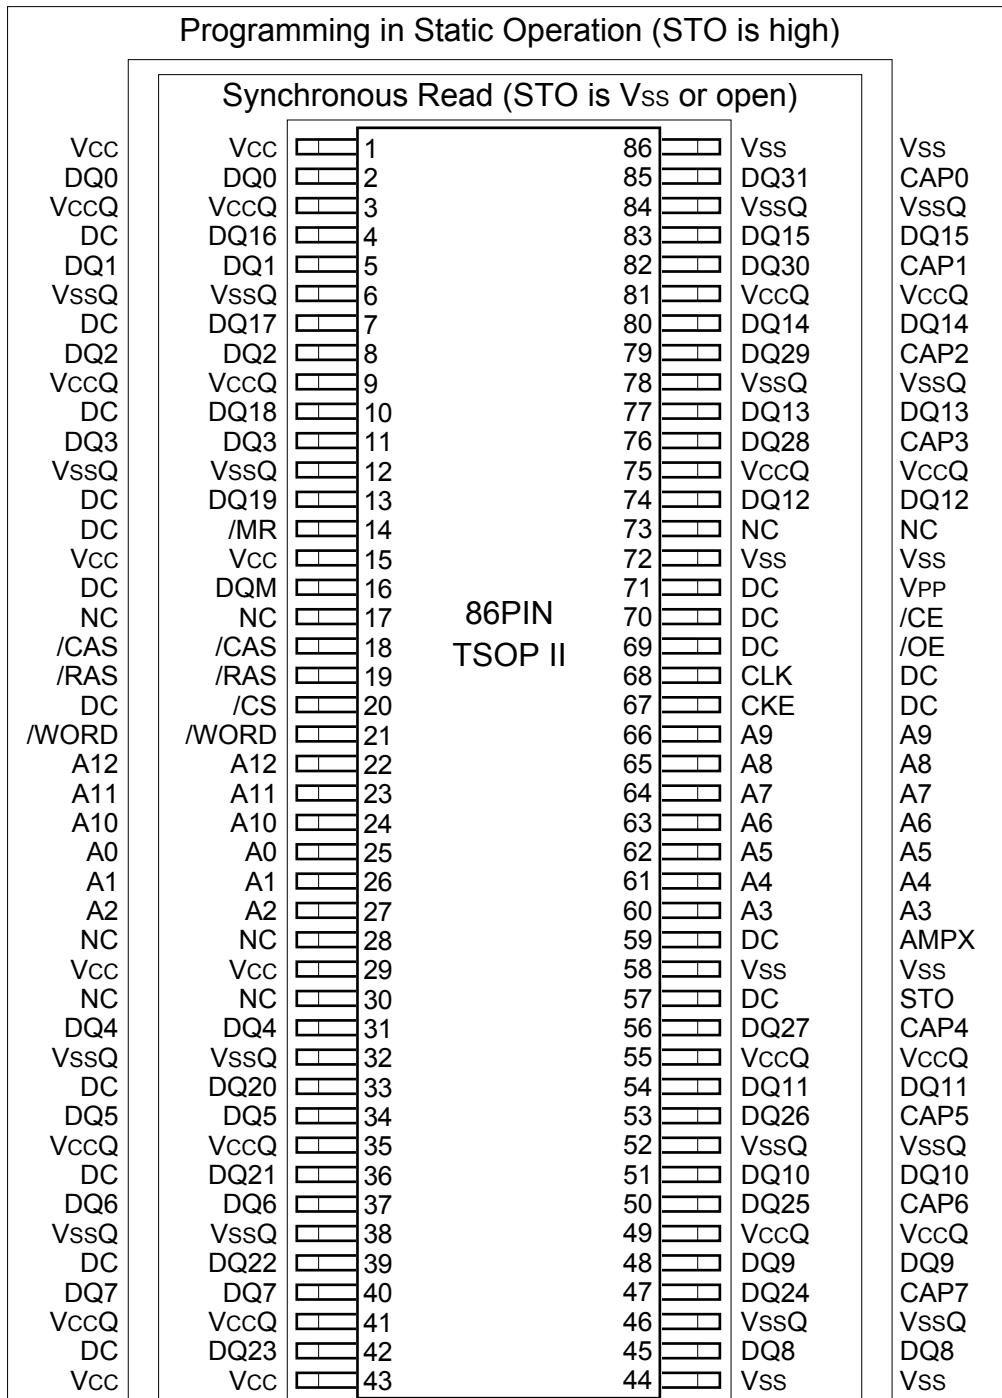 Programming in Static Operation (STO is high)
Synchronous Read (STO is Vss or open)
Vcc Vcc 1 86 Vss Vss
DQ0 DQ0 2 85 DQ31 CAP0
VccQ VccQ 3 84 VssQ VssQ
DC DQ16 4 83 DQ15 DQ15
DQ1 DQ1 5 82 DQ30 CAP1
VssQ VssQ 6 81 VccQ VccQ
DC DQ17 7 80 DQ14 DQ14
DQ2 DQ2 8 79 DQ29 CAP2
VccQ VccQ 9 78 VssQ VssQ
DC DQ18 10 77 DQ13 DQ13
DQ3 DQ3 11 76 DQ28 CAP3
VssQ VssQ 12 75 VccQ VccQ
DC DQ19 13 74 DQ12 DQ12
DC /MR 14 73 NC NC
Vcc Vcc 15 72 Vss Vss
DC DQM 16 71 DC VPP
NC NC 17 86PIN 70 DC /CE
/CAS /CAS 18 TSOP II 69 DC /OE
/RAS /RAS 19 68 CLK DC
DC /CS 20 67 CKE DC
/WORD /WORD 21 66 A9 A9
A12 A12 22 65 A8 A8
A11 A11 23 64 A7 A7
A10 A10 24 63 A6 A6
A0 A0 25 62 A5 A5
A1 A1 26 61 A4 A4
A2 A2 27 60 A3 A3
NC NC 28 59 DC AMPX
Vcc Vcc 29 58 Vss Vss
NC NC 30 57 DC STO
DQ4 DQ4 31 56 DQ27 CAP4
VssQ VssQ 32 55 VccQ VccQ
DC DQ20 33 54 DQ11 DQ11
DQ5 DQ5 34 53 DQ26 CAP5
VccQ VccQ 35 52 VssQ VssQ
DC DQ21 36 51 DQ10 DQ10
DQ6 DQ6 37 50 DQ25 CAP6
VssQ VssQ 38 49 VccQ VccQ
DC DQ22 39 48 DQ9 DQ9
DQ7 DQ7 40 47 DQ24 CAP7
VccQ VccQ 41 46 VssQ VssQ
DC DQ23 42 45 DQ8 DQ8
Vcc Vcc 43 44 Vss Vss